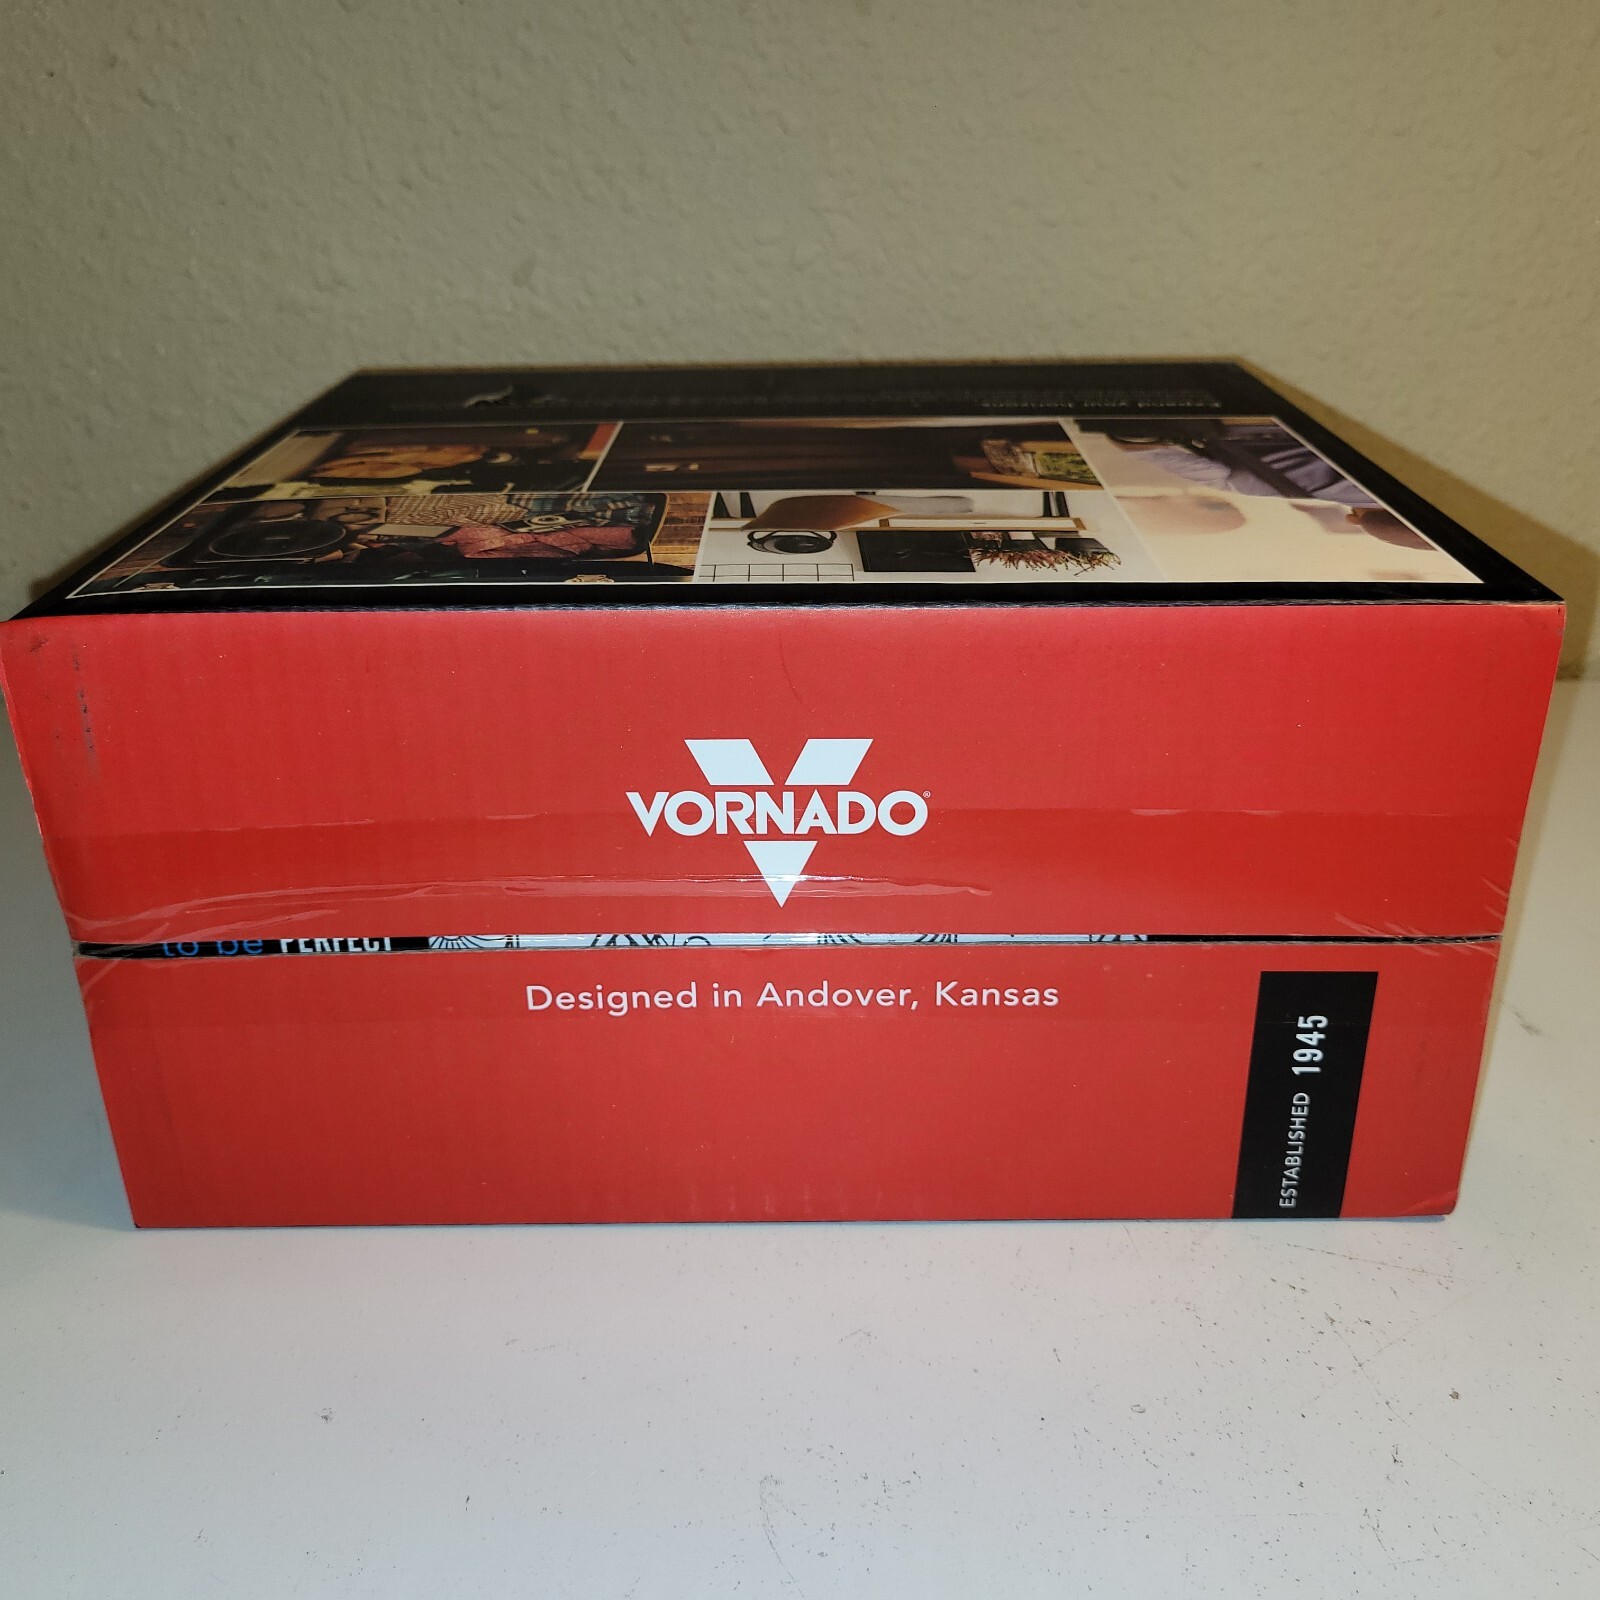 VORNADO®
to be PERFECT
Designed in Andover, Kansas
ESTABLISHED 1945